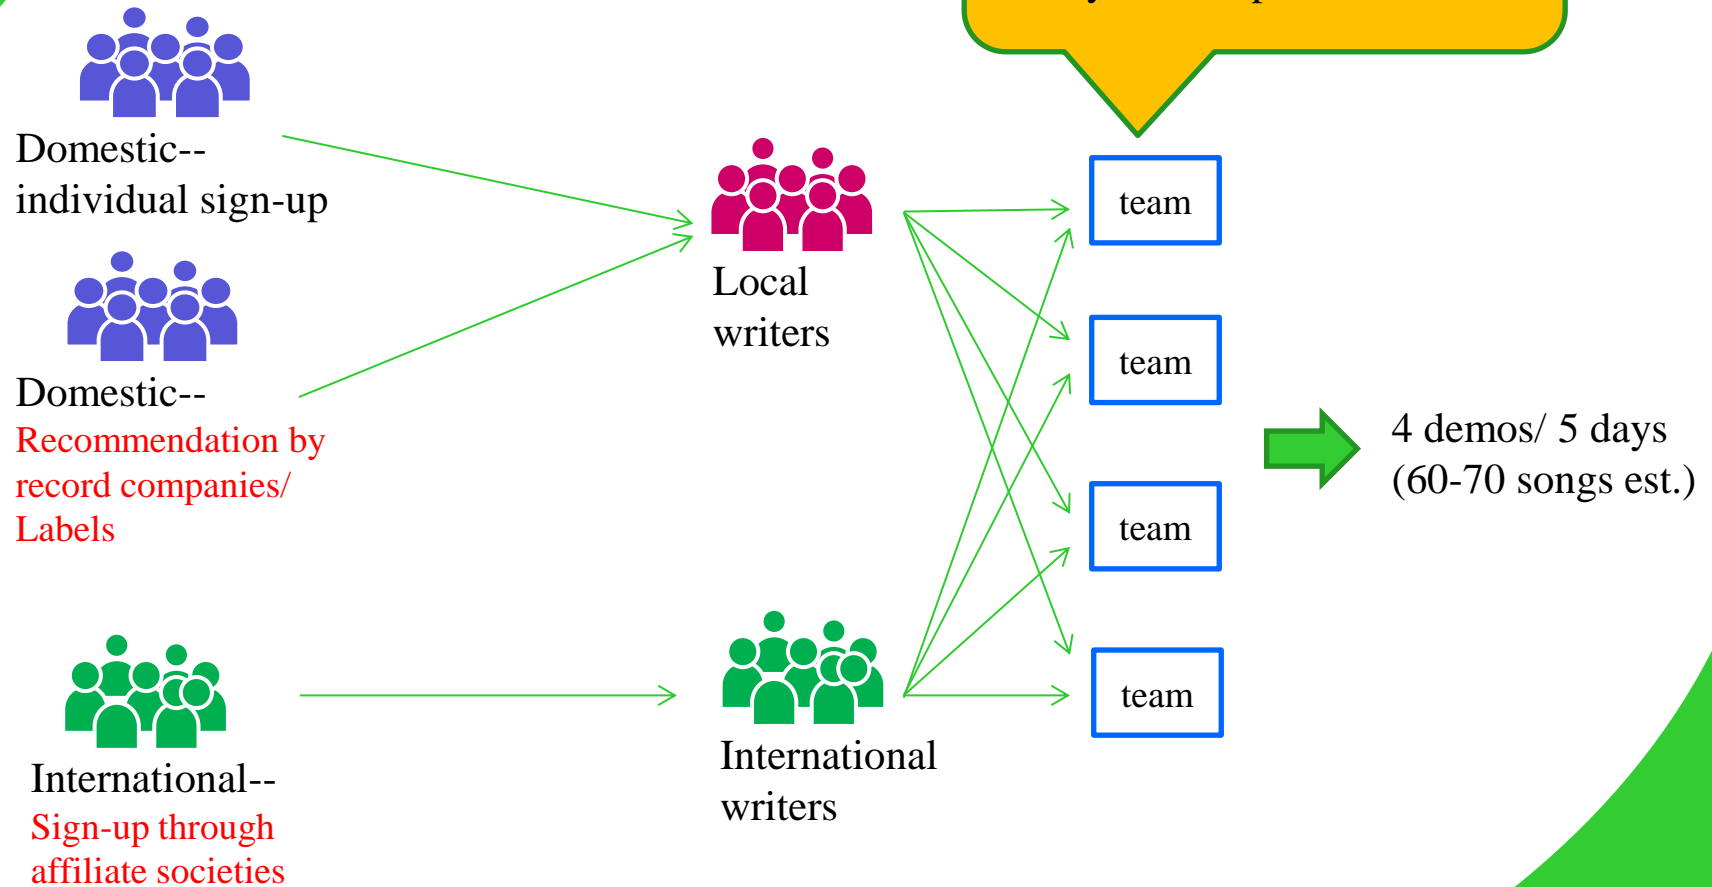 Domestic--
individual sign-up
Domestic--
Recommendation by
record companies/
Labels
International--
Sign-up through
affiliate societies
Local
writers
International
writers
team
team
team
team
4 demos/ 5 days
(60-70 songs est.)